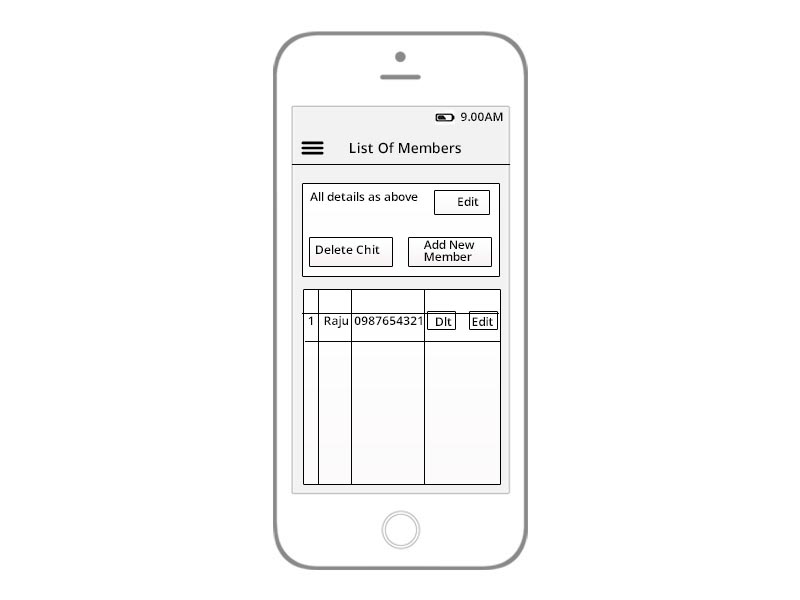 9.00AM
List Of Members
All details as above
Edit
Delete Chit
Add New
Member
1 Raju 0987654321 Dlt Edit